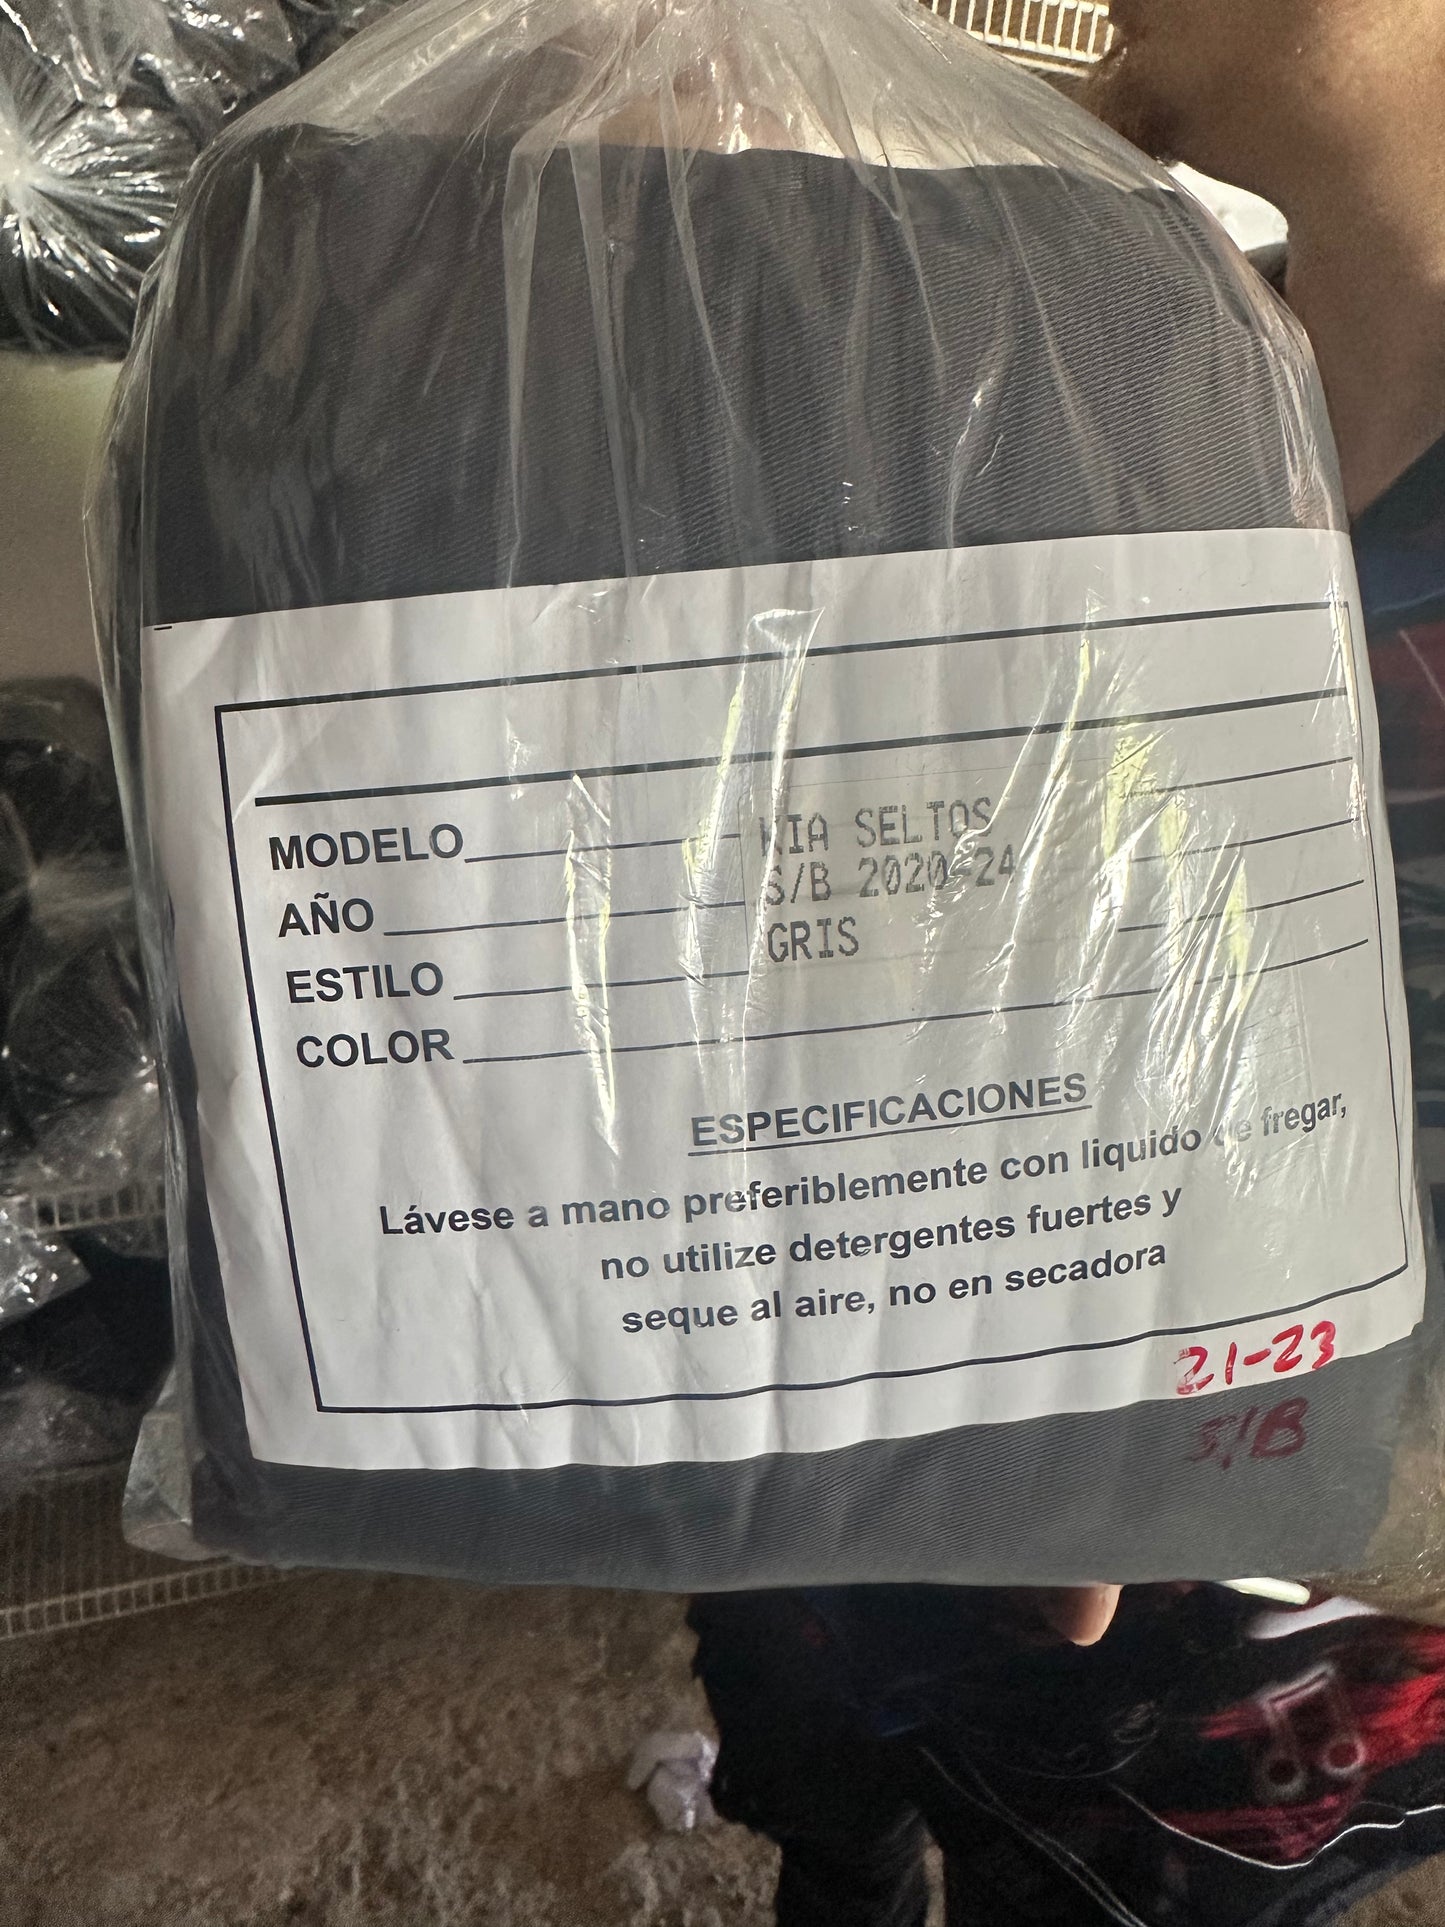 MODELO KIA SELTOS
AÑO S/B 2020-24
ESTILO GRIS
COLOR
ESPECIFICACIONES
Lávese a mano preferiblemente con liquido de fregar,
no utilize detergentes fuertes y
seque al aire, no en secadora
21-23
S/B